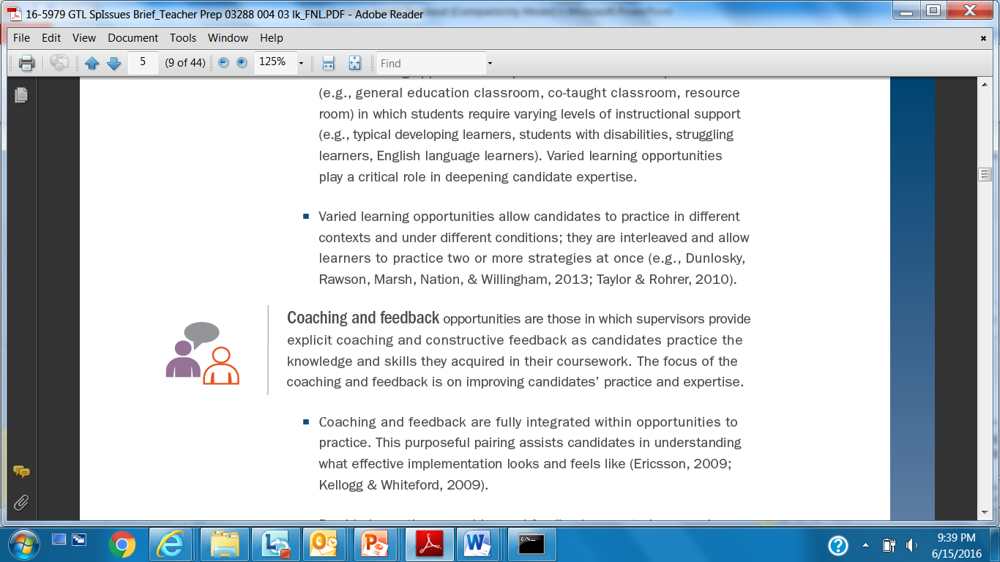 16-5979 GTL SpIssues Brief_Teacher Prep 03288 004 03 lk_FNL.PDF - Adobe Reader
File Edit View Document Tools Window Help
5 (9 of 44) 125% Find
(e.g., general education classroom, co-taught classroom, resource
room) in which students require varying levels of instructional support
(e.g., typical developing learners, students with disabilities, struggling
learners, English language learners). Varied learning opportunities
play a critical role in deepening candidate expertise.
▪ Varied learning opportunities allow candidates to practice in different
contexts and under different conditions; they are interleaved and allow
learners to practice two or more strategies at once (e.g., Dunlosky,
Rawson, Marsh, Nation, & Willingham, 2013; Taylor & Rohrer, 2010).
Coaching and feedback opportunities are those in which supervisors provide
explicit coaching and constructive feedback as candidates practice the
knowledge and skills they acquired in their coursework. The focus of the
coaching and feedback is on improving candidates’ practice and expertise.
▪ Coaching and feedback are fully integrated within opportunities to
practice. This purposeful pairing assists candidates in understanding
what effective implementation looks and feels like (Ericsson, 2009;
Kellogg & Whiteford, 2009).
9:39 PM
6/15/2016